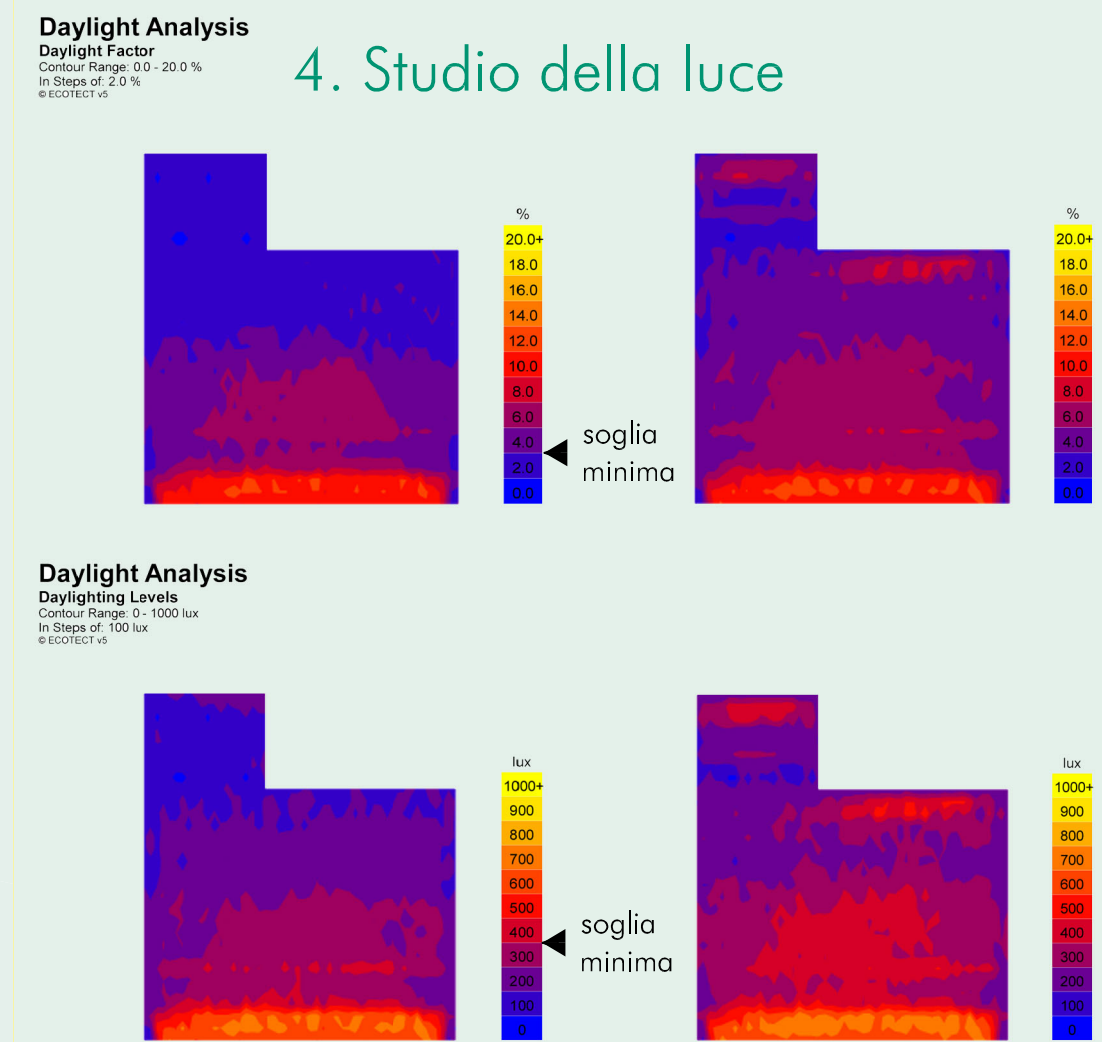 Daylight Analysis
Daylight Factor
Contour Range: 0.0 - 20.0 %
In Steps of: 2.0 %
© ECOTECT v5
4. Studio della luce
%
20.0+
18.0
16.0
14.0
12.0
10.0
8.0
6.0
4.0
2.0
0.0
soglia
minima
%
20.0+
18.0
16.0
14.0
12.0
10.0
8.0
6.0
4.0
2.0
0.0
Daylight Analysis
Daylighting Levels
Contour Range: 0 - 1000 lux
In Steps of: 100 lux
© ECOTECT v5
lux
1000+
900
800
700
600
500
400
300
200
100
0
soglia
minima
lux
1000+
900
800
700
600
500
400
300
200
100
0